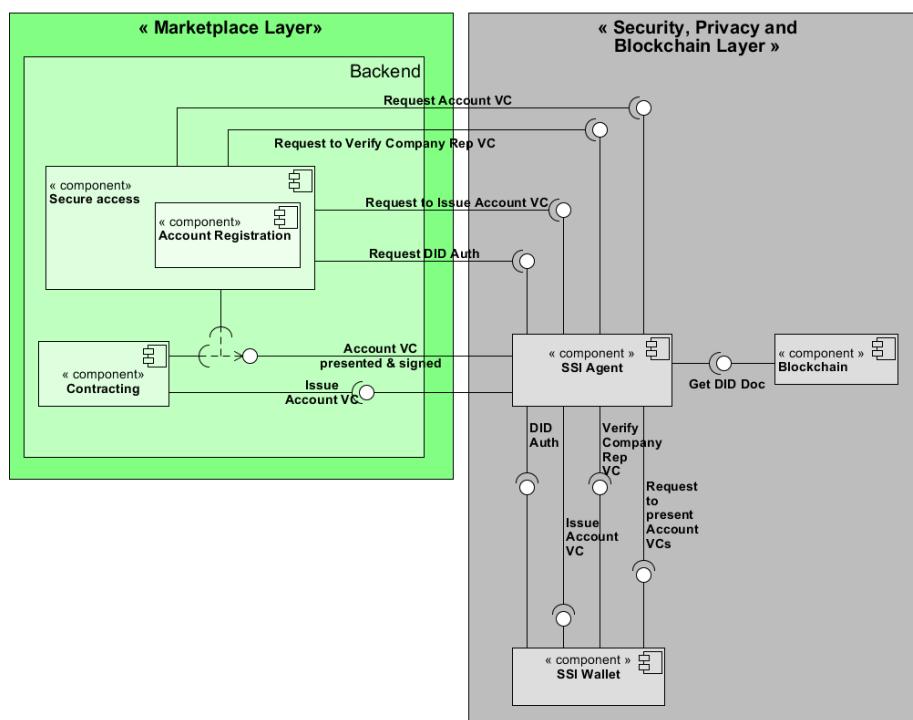 « Marketplace Layer»
« Security, Privacy and
Blockchain Layer »
Backend
Request Account VC
Request to Verify Company Rep VC
« component»
Secure access
« component»
Account Registration
Request to Issue Account VC
Request DID Auth
« component»
Contracting
Account VC
presented & signed
Issue
Account VC
« component »
SSI Agent
Get DID Doc
« component »
Blockchain
DID
Auth
Verify
Company
Rep
VC
Issue
Account
VC
Request
to
present
Account
VCs
« component »
SSI Wallet